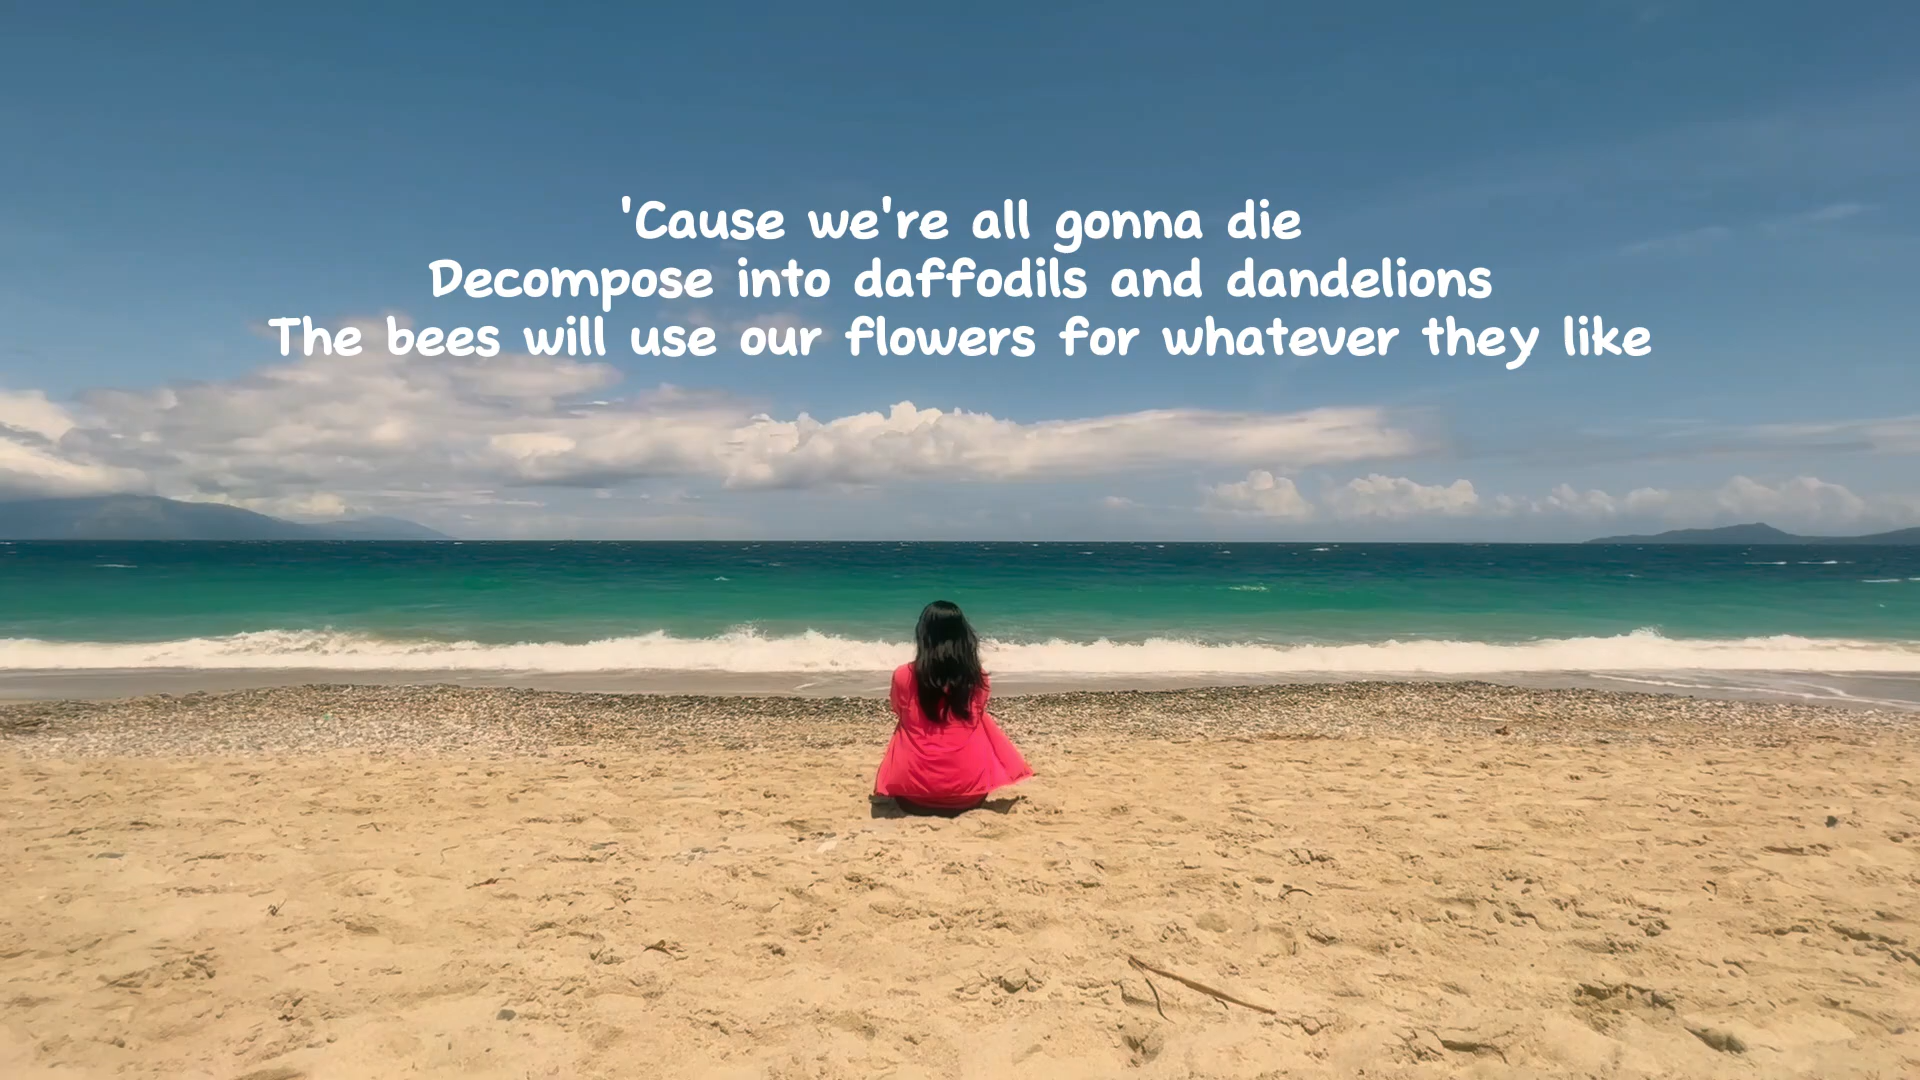 'Cause we're all gonna die
Decompose into daffodils and dandelions
The bees will use our flowers for whatever they like